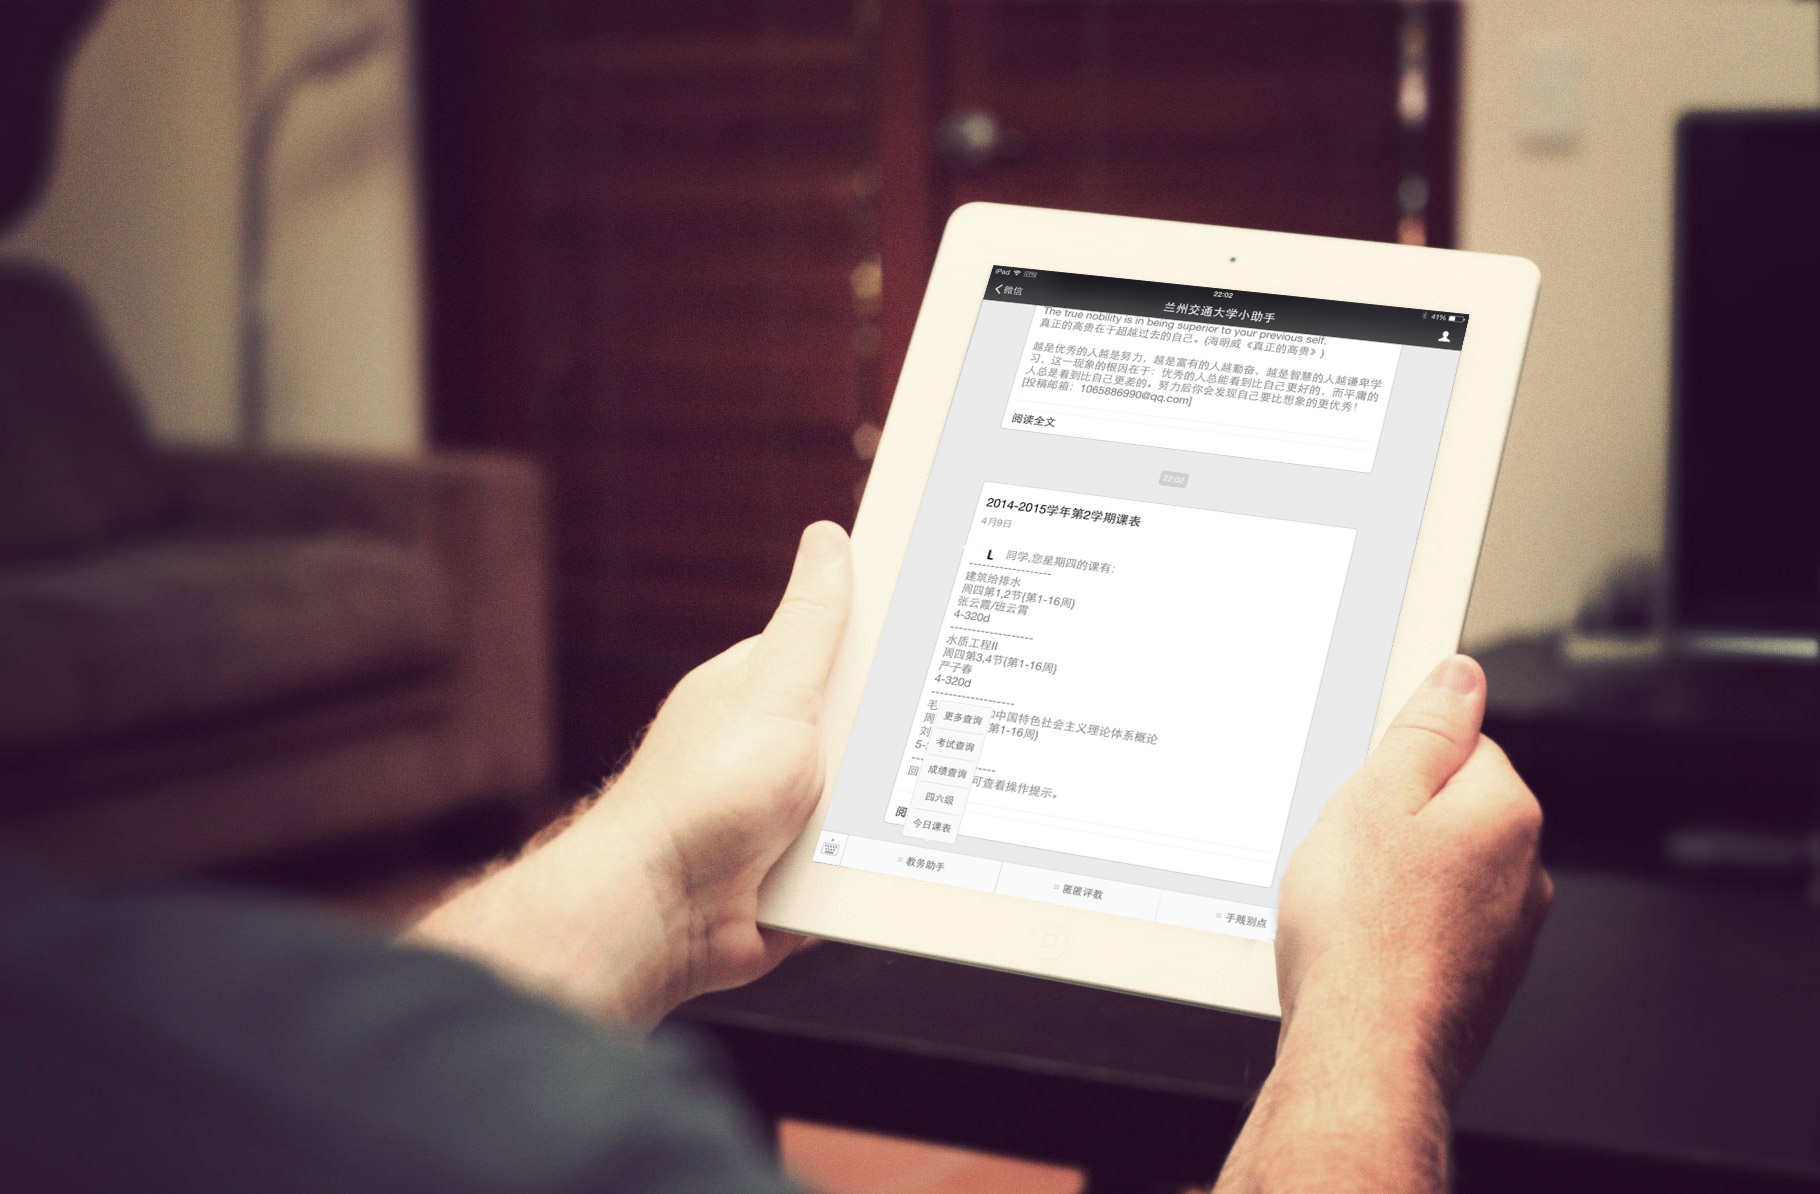 iPad
22:02
41%
微信
兰州交通大学小助手
The true nobility is in being superior to your previous self.
真正的高贵在于超越过去的自己。(海明威《真正的高贵》)
越是优秀的人越是努力，越是富有的人越勤奋，越是智慧的人越谦卑学
习，这一现象的根因在于：优秀的人总能看到比自己更好的，而平庸的
人总是看到比自己更差的。努力后你会发现自己要比想象的更优秀！
[投稿邮箱：1065886990@qq.com]
阅读全文
22:02
2014-2015学年第2学期课表
4月9日
L 同学,您星期四的课有：
--------------------
建筑给排水
周四第1,2节{第1-16周}
张云霞/班云霄
4-320d
--------------------
水质工程II
周四第3,4节{第1-16周}
严子春
4-320d
--------------------
毛 和中国特色社会主义理论体系概论
周 第1-16周}
刘
5-
回 可查看操作提示。
阅
更多查询
考试查询
成绩查询
四六级
今日课表
教务助手
匿匿评教
手贱别点